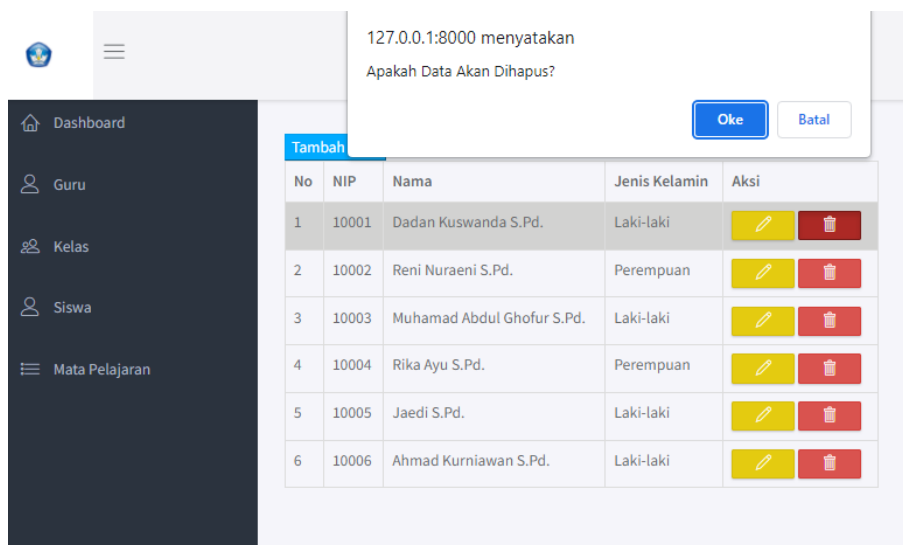 127.0.0.1:8000 menyatakan
Apakah Data Akan Dihapus?
Oke Batal
Dashboard
Guru
Kelas
Siswa
Mata Pelajaran
Tambah
No NIP Nama Jenis Kelamin Aksi
1 10001 Dadan Kuswanda S.Pd. Laki-laki
2 10002 Reni Nuraeni S.Pd. Perempuan
3 10003 Muhamad Abdul Ghofur S.Pd. Laki-laki
4 10004 Rika Ayu S.Pd. Perempuan
5 10005 Jaedi S.Pd. Laki-laki
6 10006 Ahmad Kurniawan S.Pd. Laki-laki